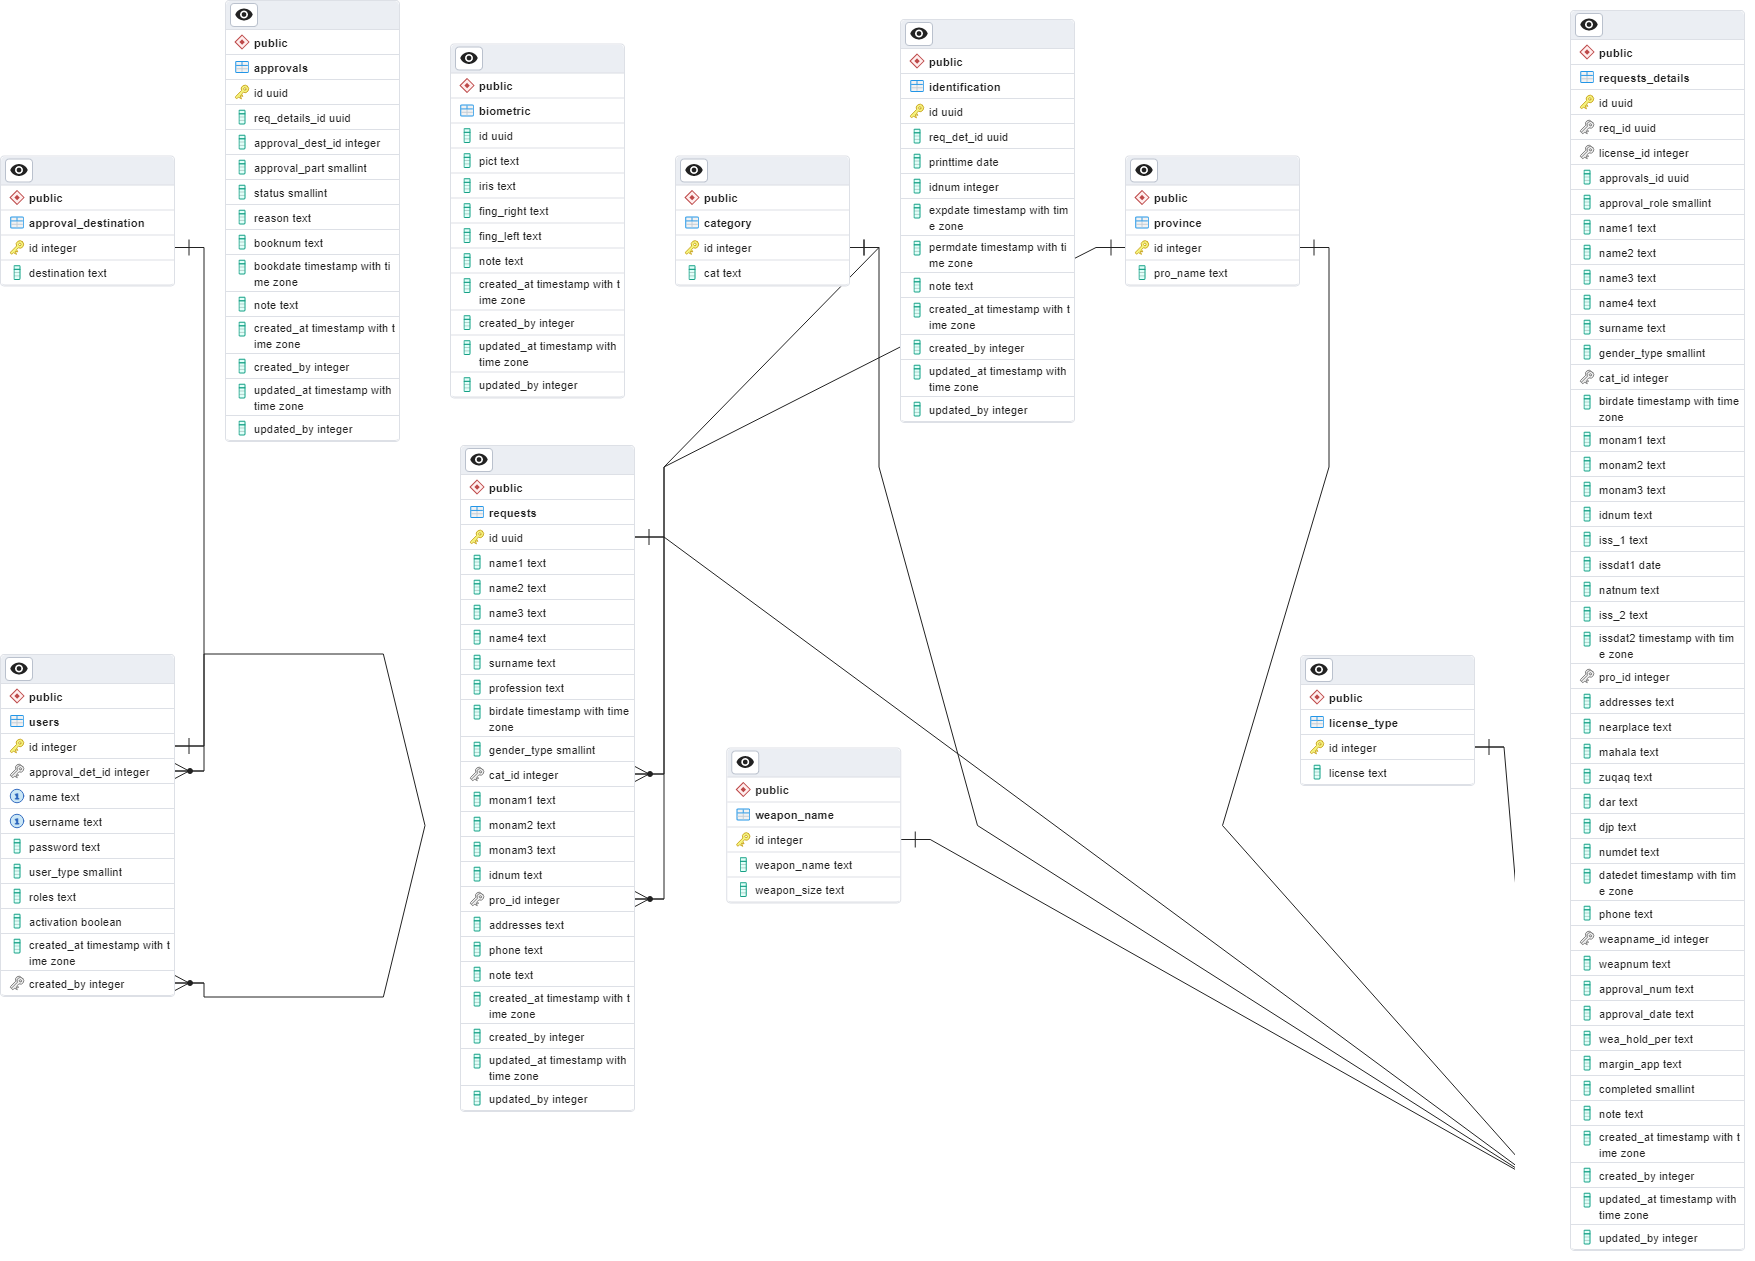 public
approval_destination
id integer
destination text
public
approvals
id uuid
req_details_id uuid
approval_dest_id integer
approval_part smallint
status smallint
reason text
booknum text
bookdate timestamp with ti
me zone
note text
created_at timestamp with t
ime zone
created_by integer
updated_at timestamp with
time zone
updated_by integer
public
biometric
id uuid
pict text
iris text
fing_right text
fing_left text
note text
created_at timestamp with t
ime zone
created_by integer
updated_at timestamp with
time zone
updated_by integer
public
category
id integer
cat text
public
identification
id uuid
req_det_id uuid
printtime date
idnum integer
expdate timestamp with tim
e zone
permdate timestamp with ti
me zone
note text
created_at timestamp with t
ime zone
created_by integer
updated_at timestamp with
time zone
updated_by integer
public
province
id integer
pro_name text
public
users
id integer
approval_det_id integer
1 name text
1 username text
password text
user_type smallint
roles text
activation boolean
created_at timestamp with t
ime zone
created_by integer
public
requests
id uuid
name1 text
name2 text
name3 text
name4 text
surname text
profession text
birdate timestamp with time
zone
gender_type smallint
cat_id integer
monam1 text
monam2 text
monam3 text
idnum text
pro_id integer
addresses text
phone text
note text
created_at timestamp with t
ime zone
created_by integer
updated_at timestamp with
time zone
updated_by integer
public
weapon_name
id integer
weapon_name text
weapon_size text
public
license_type
id integer
license text
public
requests_details
id uuid
req_id uuid
license_id integer
approvals_id uuid
approval_role smallint
name1 text
name2 text
name3 text
name4 text
surname text
gender_type smallint
cat_id integer
birdate timestamp with time
zone
monam1 text
monam2 text
monam3 text
idnum text
iss_1 text
issdat1 date
natnum text
iss_2 text
issdat2 timestamp with tim
e zone
pro_id integer
addresses text
nearplace text
mahala text
zuqaq text
dar text
djp text
numdet text
datedet timestamp with tim
e zone
phone text
weapname_id integer
weapnum text
approval_num text
approval_date text
wea_hold_per text
margin_app text
completed smallint
note text
created_at timestamp with t
ime zone
created_by integer
updated_at timestamp with
time zone
updated_by integer